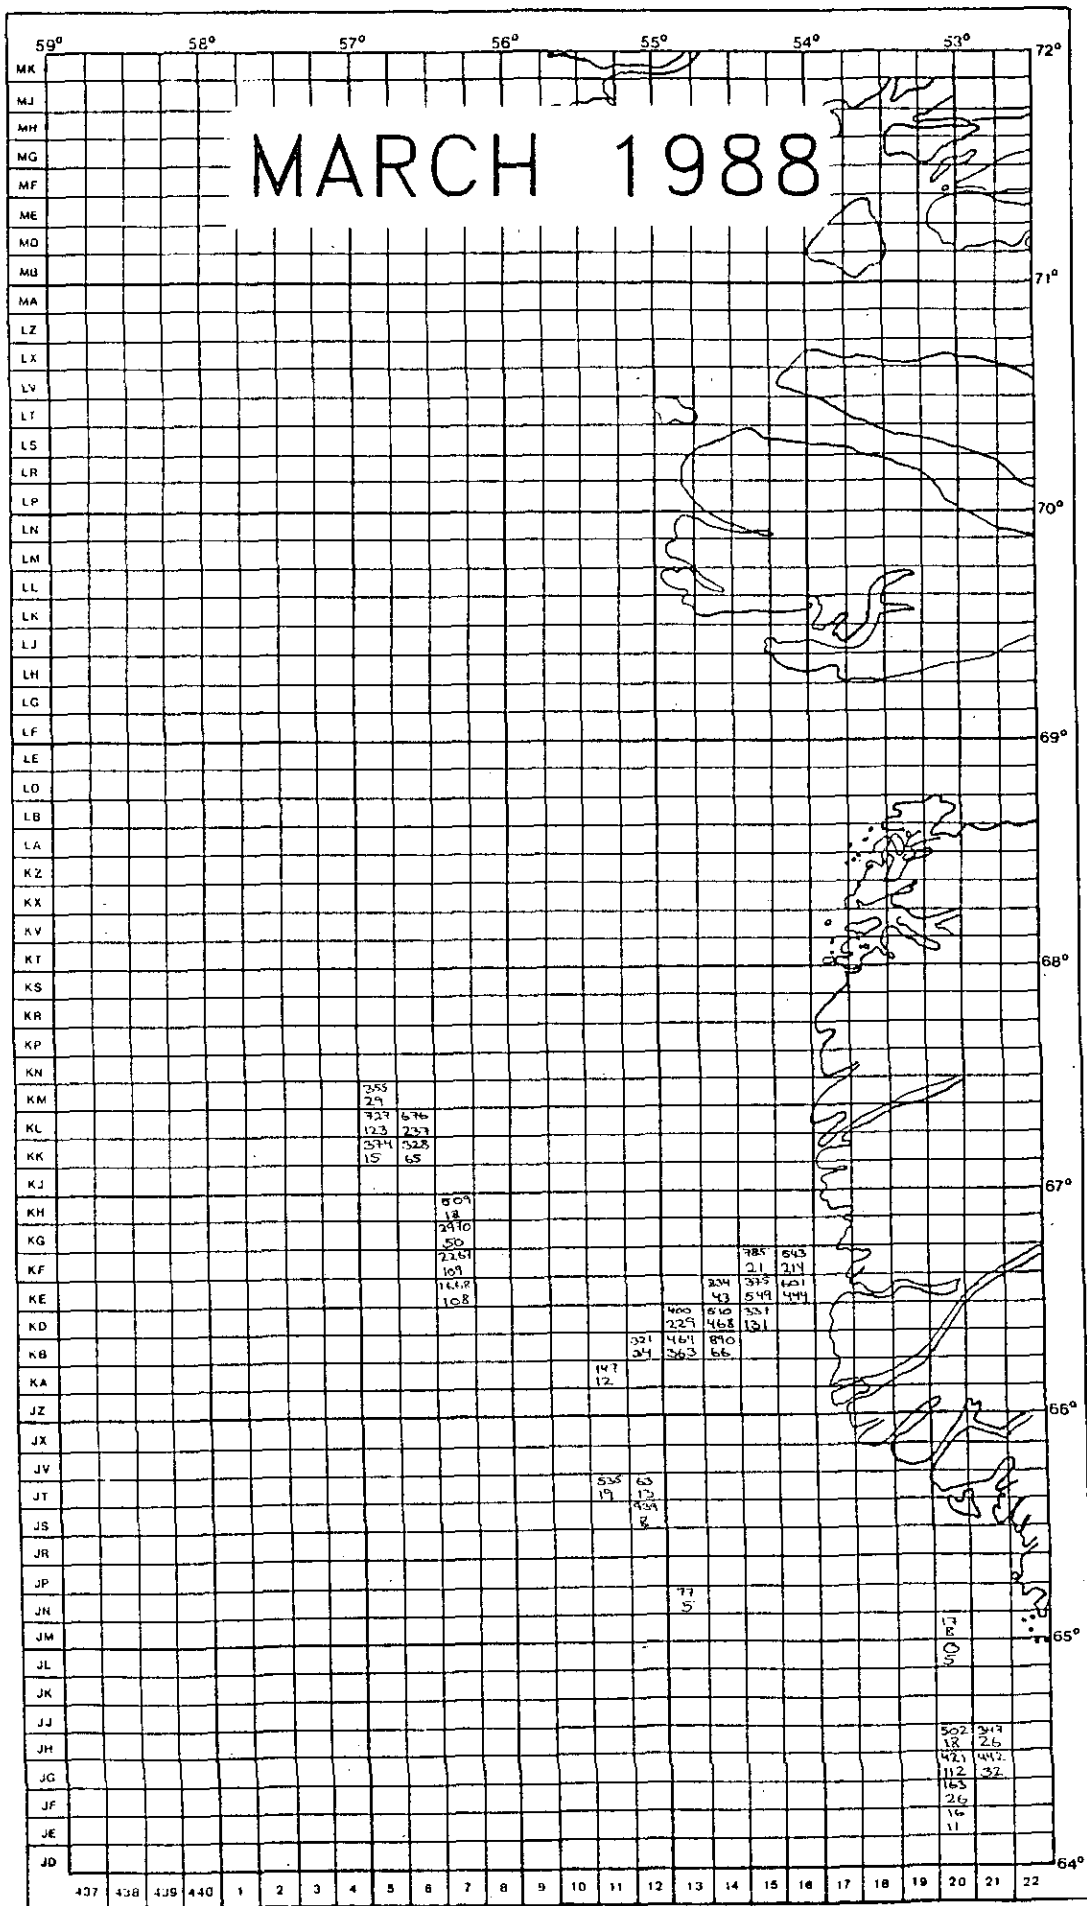 59° 58° 57° 56° 55° 54° 53° 72°
MK
MJ
MARCH 1988
MH
MG
MF
ME
MD
MB
71°
MA
LZ
LX
LV
LT
LS
LR
LP
70°
LN
LM
LL
LK
LJ
LH
LG
LF
69°
LE
LD
LB
LA
KZ
KX
KV
KT
68°
KS
KR
KP
KN
KM 355
29
727 676
KL 123 237
374 328
KK 15 65
KJ
67°
509
KH 18
2970
KG 50
2267 785 543
KF 109 21 214
1668 234 375 601
KE 108 43 549 444
400 510 331
KD 229 468 131
321 464 890
KB 34 363 66
147
KA 12
JZ
66°
JX
JV
535 63
JT 19 13
439
JS 8
JR
JP
77
JN 5
17
JM 8
65°
0
JL 5
JK
JJ
502 347
JH 18 26
421 442
JG 112 32
163
JF 26
16
JE 11
JD
64°
437 438 439 440 1 2 3 4 5 6 7 8 9 10 11 12 13 14 15 16 17 18 19 20 21 22